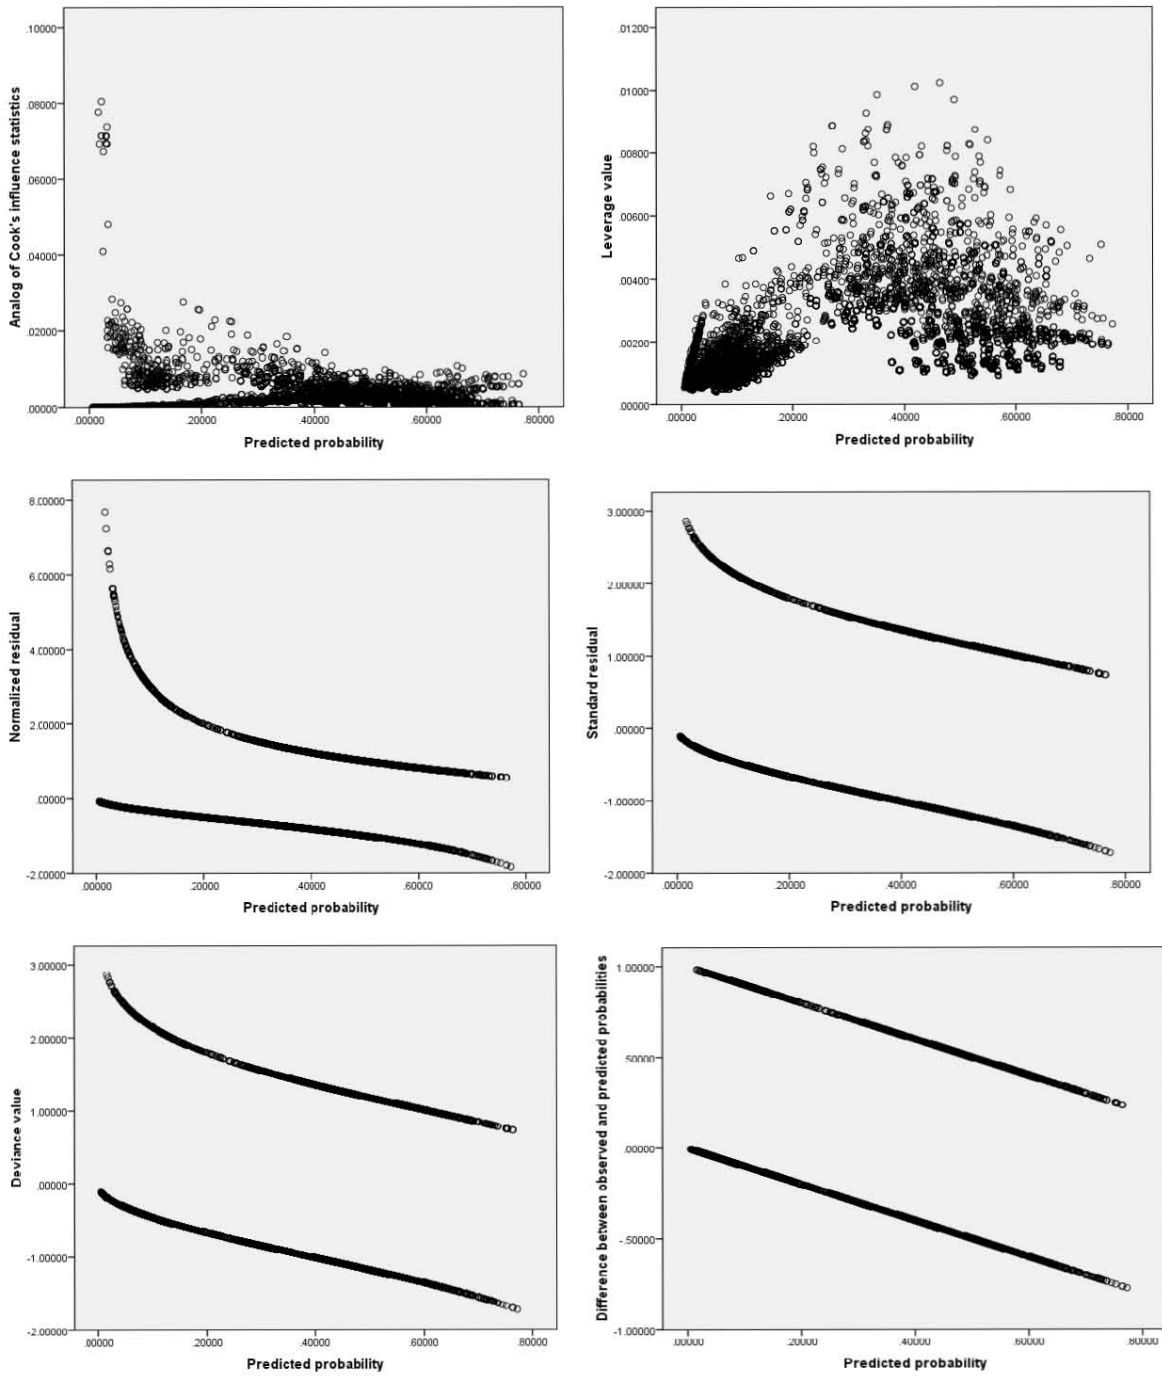 .10000
.08000
.06000
.04000
.02000
.00000
Analog of Cook's influence statistics
.00000 .20000 .40000 .60000 .80000
Predicted probability
.01200
.01000
.00800
.00600
.00400
.00200
.00000
Leverage value
.00000 .20000 .40000 .60000 .80000
Predicted probability
8.00000
6.00000
4.00000
2.00000
.00000
-2.00000
Normalized residual
.00000 .20000 .40000 .60000 .80000
Predicted probability
3.00000
2.00000
1.00000
.00000
-1.00000
-2.00000
Standard residual
.00000 .20000 .40000 .60000 .80000
Predicted probability
3.00000
2.00000
1.00000
.00000
-1.00000
-2.00000
Deviance value
.00000 .20000 .40000 .60000 .80000
Predicted probability
1.00000
.50000
.00000
-.50000
-1.00000
Difference between observed and predicted probabilities
.00000 .20000 .40000 .60000 .80000
Predicted probability